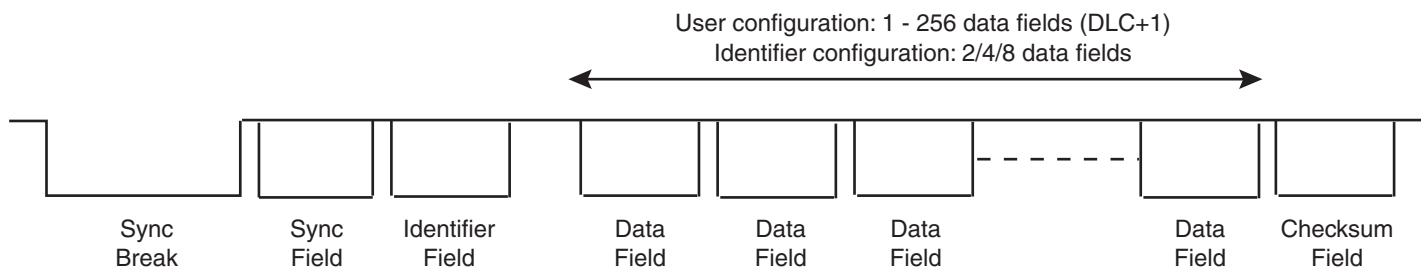 User configuration: 1 - 256 data fields (DLC+1)
Identifier configuration: 2/4/8 data fields
Sync
Break
Sync
Field
Identifier
Field
Data
Field
Data
Field
Data
Field
Data
Field
Checksum
Field